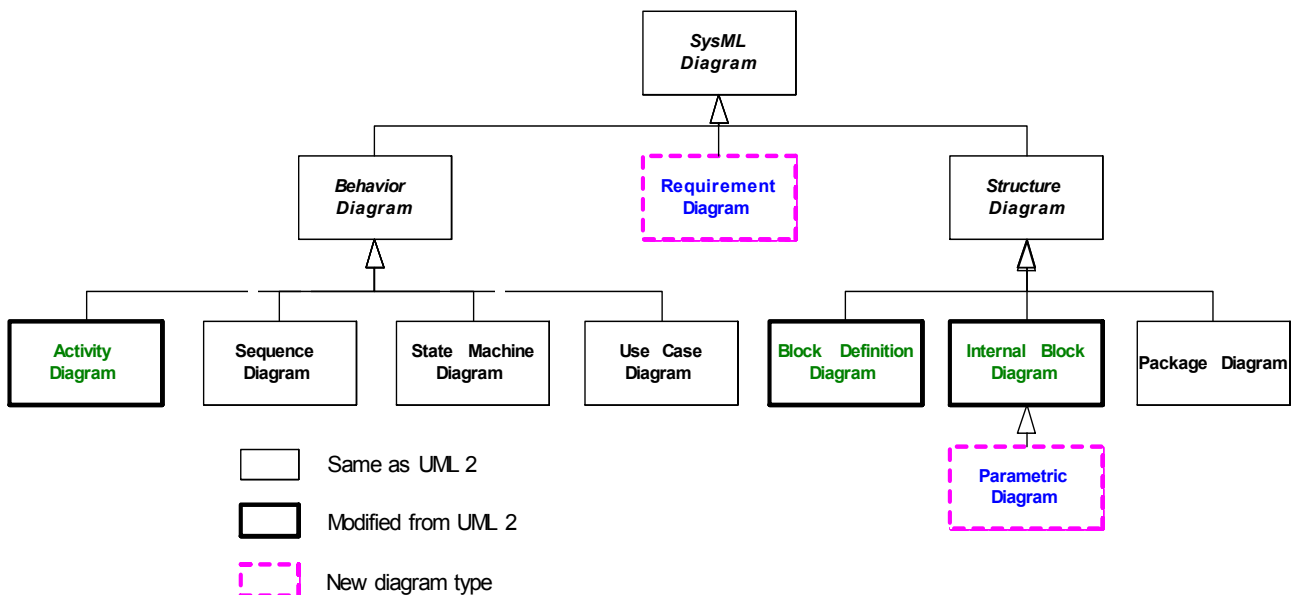 SysML
Diagram
Behavior
Diagram
Requirement
Diagram
Structure
Diagram
Activity
Diagram
Sequence
Diagram
State Machine
Diagram
Use Case
Diagram
Block Definition
Diagram
Internal Block
Diagram
Package Diagram
Parametric
Diagram
Same as UML 2
Modified from UML 2
New diagram type